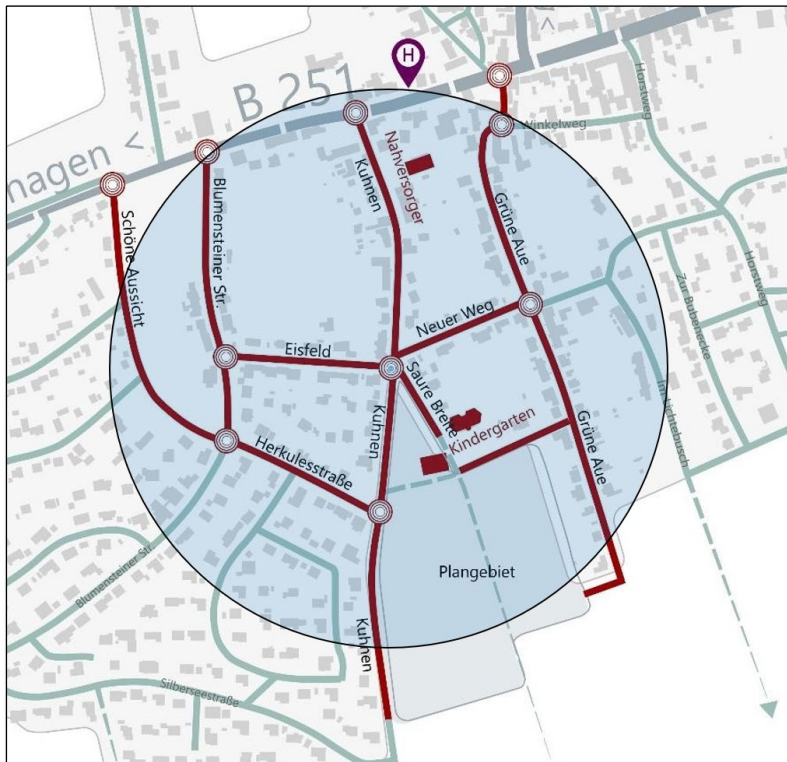 H
B 251
Horstweg
Winkelweg
hagen <
Kuhnen
Nahversorger
Blumensteiner Str.
Grüne Aue
Schöne Aussicht
Horstweg
Zur Bubenecke
Neuer Weg
Eisfeld
Saure Breite
Im Lichtebusch
Kuhnen
Kindergarten
Grüne Aue
Herkulesstraße
Plangebiet
Blumensteiner Str.
Kuhnen
Silberseestraße